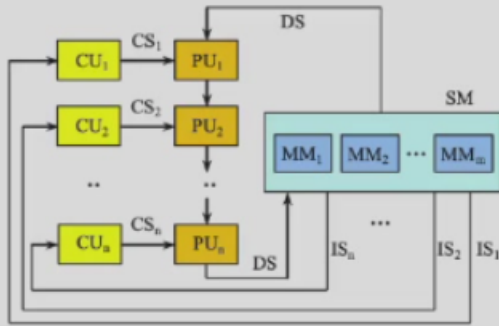 DS
CU₁ CS₁ PU₁
SM
CU₂ CS₂ PU₂
MM₁ MM₂ ... MMₘ
.. ..
...
CUₙ CSₙ PUₙ
DS ISₙ IS₂ IS₁